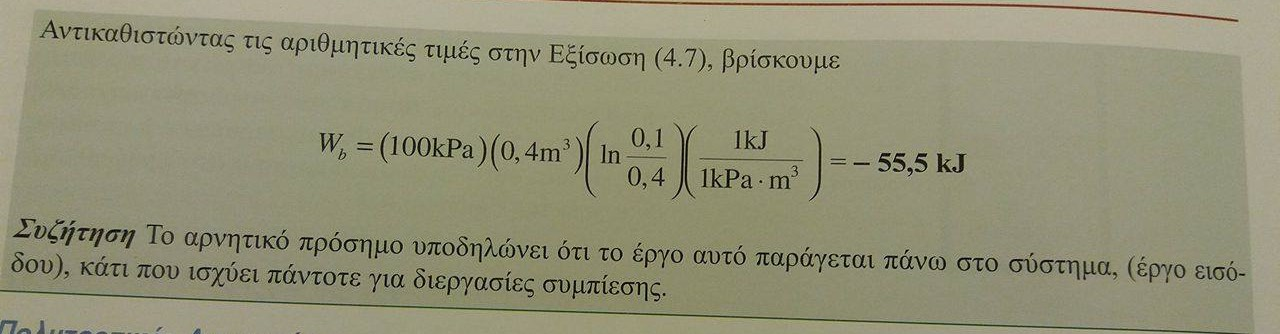 Αντικαθιστώντας τις αριθμητικές τιμές στην Εξίσωση (4.7), βρίσκουμε
W_b = (100kPa)(0,4m³)(ln 0,1/0,4)(1kJ/1kPa · m³) = − 55,5 kJ
Συζήτηση Το αρνητικό πρόσημο υποδηλώνει ότι το έργο αυτό παράγεται πάνω στο σύστημα, (έργο εισό-
δου), κάτι που ισχύει πάντοτε για διεργασίες συμπίεσης.